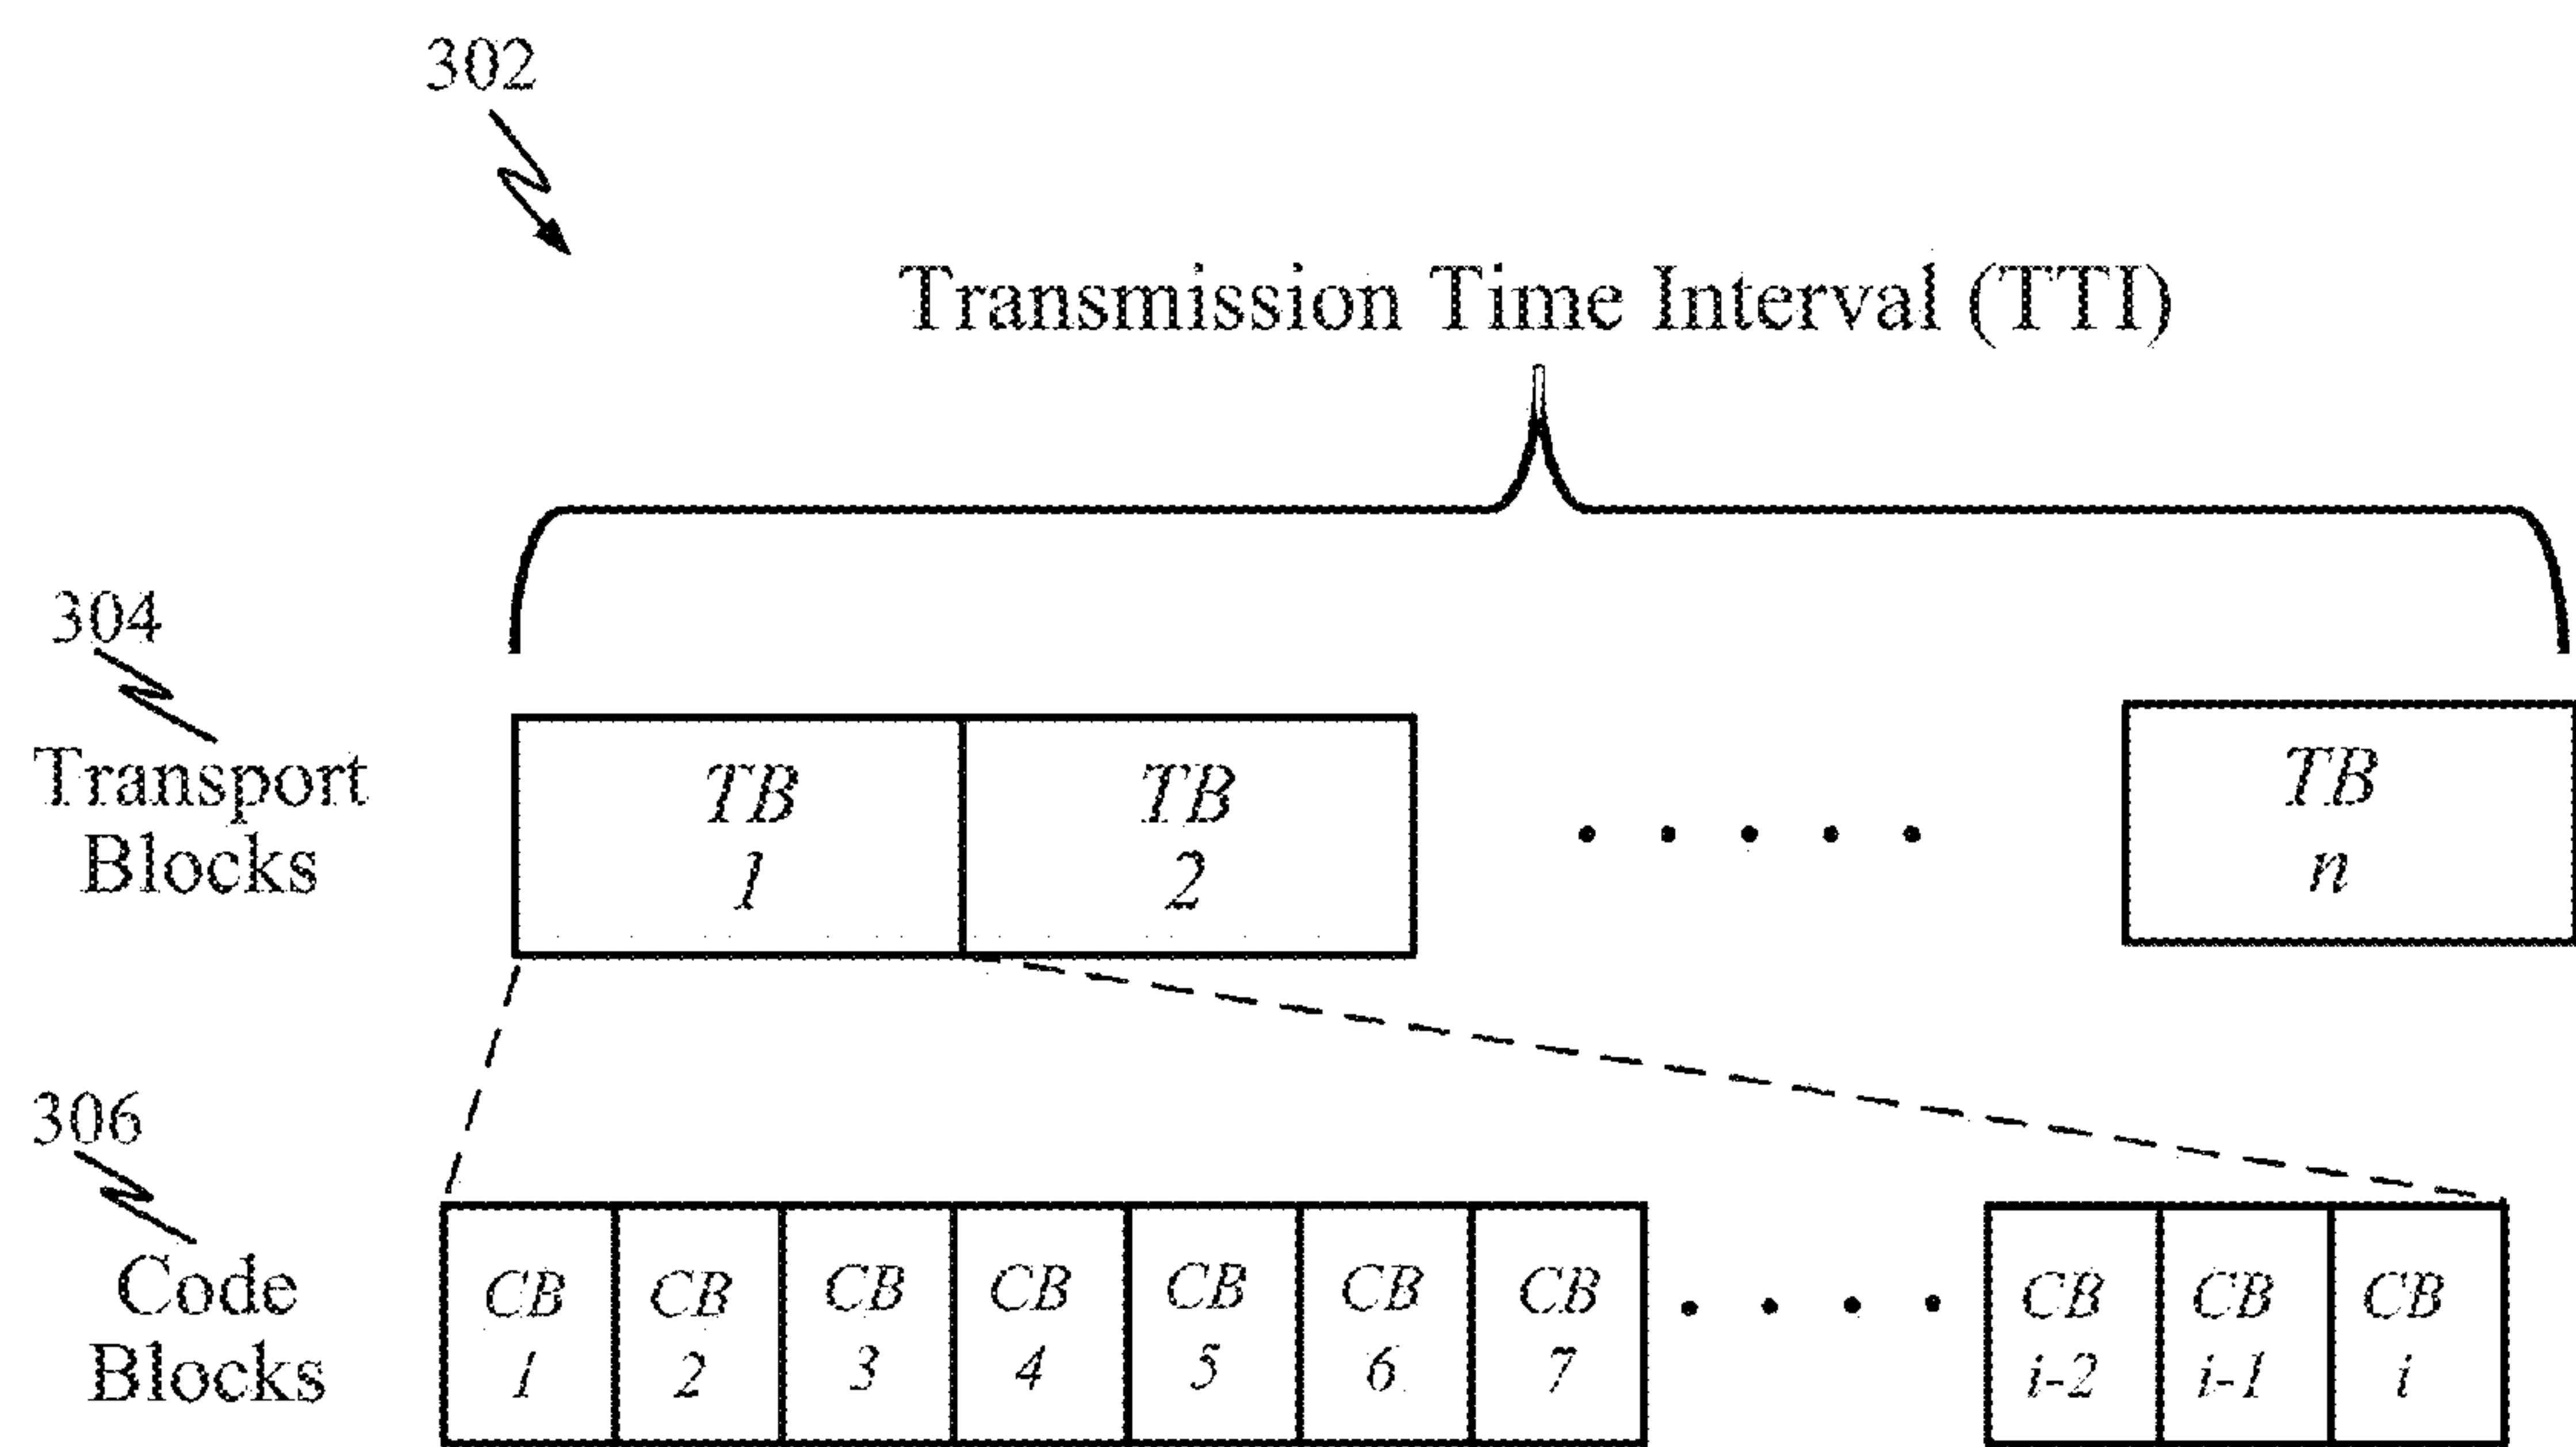 302
Transmission Time Interval (TTI)
304
Transport
Blocks
TB
1
TB
2
TB
n
306
Code
Blocks
CB
1
CB
2
CB
3
CB
4
CB
5
CB
6
CB
7
CB
i-2
CB
i-1
CB
i